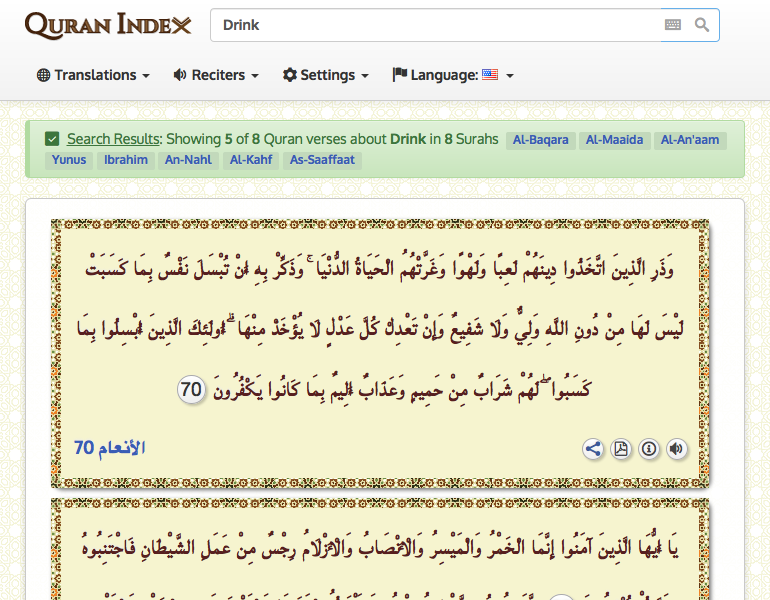 QURAN INDEX
Drink
Translations
Reciters
Settings
Language:
Search Results: Showing 5 of 8 Quran verses about Drink in 8 Surahs Al-Baqara Al-Maaida Al-An'aam
Yunus Ibrahim An-Nahl Al-Kahf As-Saaffaat
وَذَرِ الَّذِينَ اتَّخَذُوا دِينَهُمْ لَعِبًا وَلَهْوًا وَغَرَّتْهُمُ الْحَيَاةُ الدُّنْيَا ۚ وَذَكِّرْ بِهِ أَنْ تُبْسَلَ نَفْسٌ بِمَا كَسَبَتْ
لَيْسَ لَهَا مِنْ دُونِ اللَّهِ وَلِيٌّ وَلَا شَفِيعٌ وَإِنْ تَعْدِلْ كُلَّ عَدْلٍ لَا يُؤْخَذْ مِنْهَا ۗ أُولَٰئِكَ الَّذِينَ أُبْسِلُوا بِمَا
كَسَبُوا ۖ لَهُمْ شَرَابٌ مِنْ حَمِيمٍ وَعَذَابٌ أَلِيمٌ بِمَا كَانُوا يَكْفُرُونَ 70
الأنعام 70
يَا أَيُّهَا الَّذِينَ آمَنُوا إِنَّمَا الْخَمْرُ وَالْمَيْسِرُ وَالْأَنْصَابُ وَالْأَزْلَامُ رِجْسٌ مِنْ عَمَلِ الشَّيْطَانِ فَاجْتَنِبُوهُ